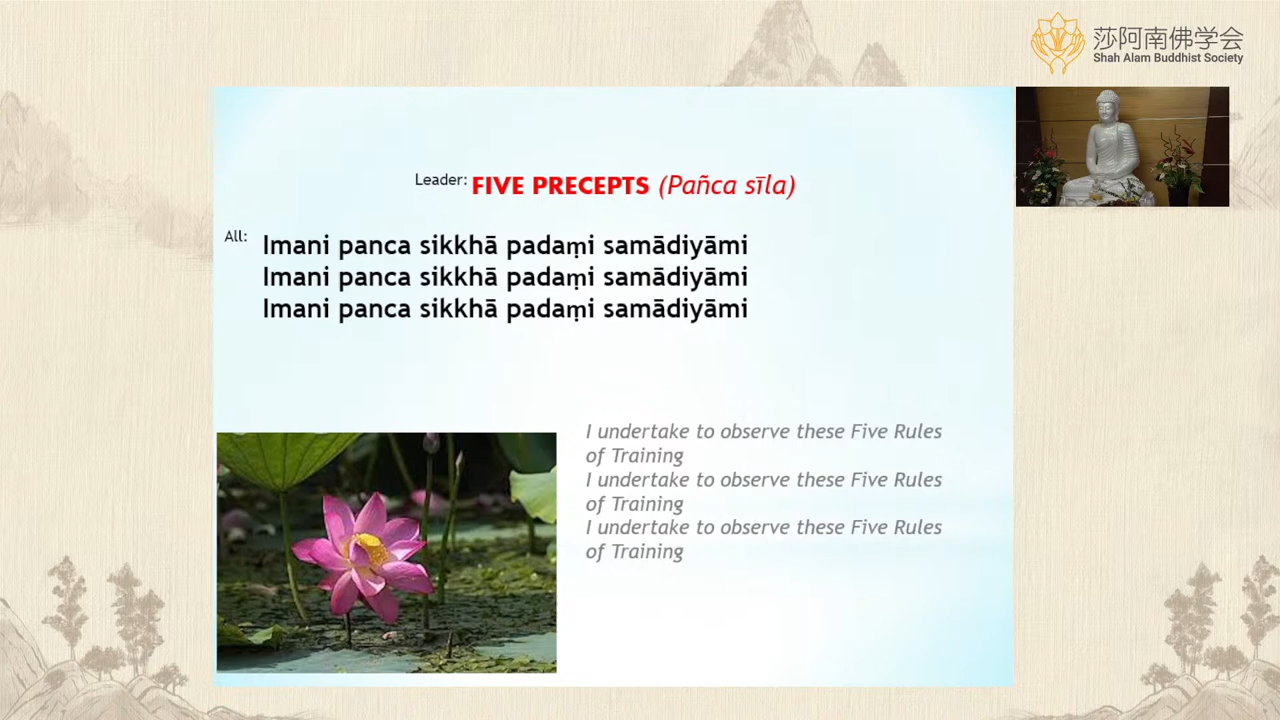 莎阿南佛学会
Shah Alam Buddhist Society
Leader: FIVE PRECEPTS (Pañca sīla)
All: Imani panca sikkhā padaṃi samādiyāmi
Imani panca sikkhā padaṃi samādiyāmi
Imani panca sikkhā padaṃi samādiyāmi
I undertake to observe these Five Rules
of Training
I undertake to observe these Five Rules
of Training
I undertake to observe these Five Rules
of Training